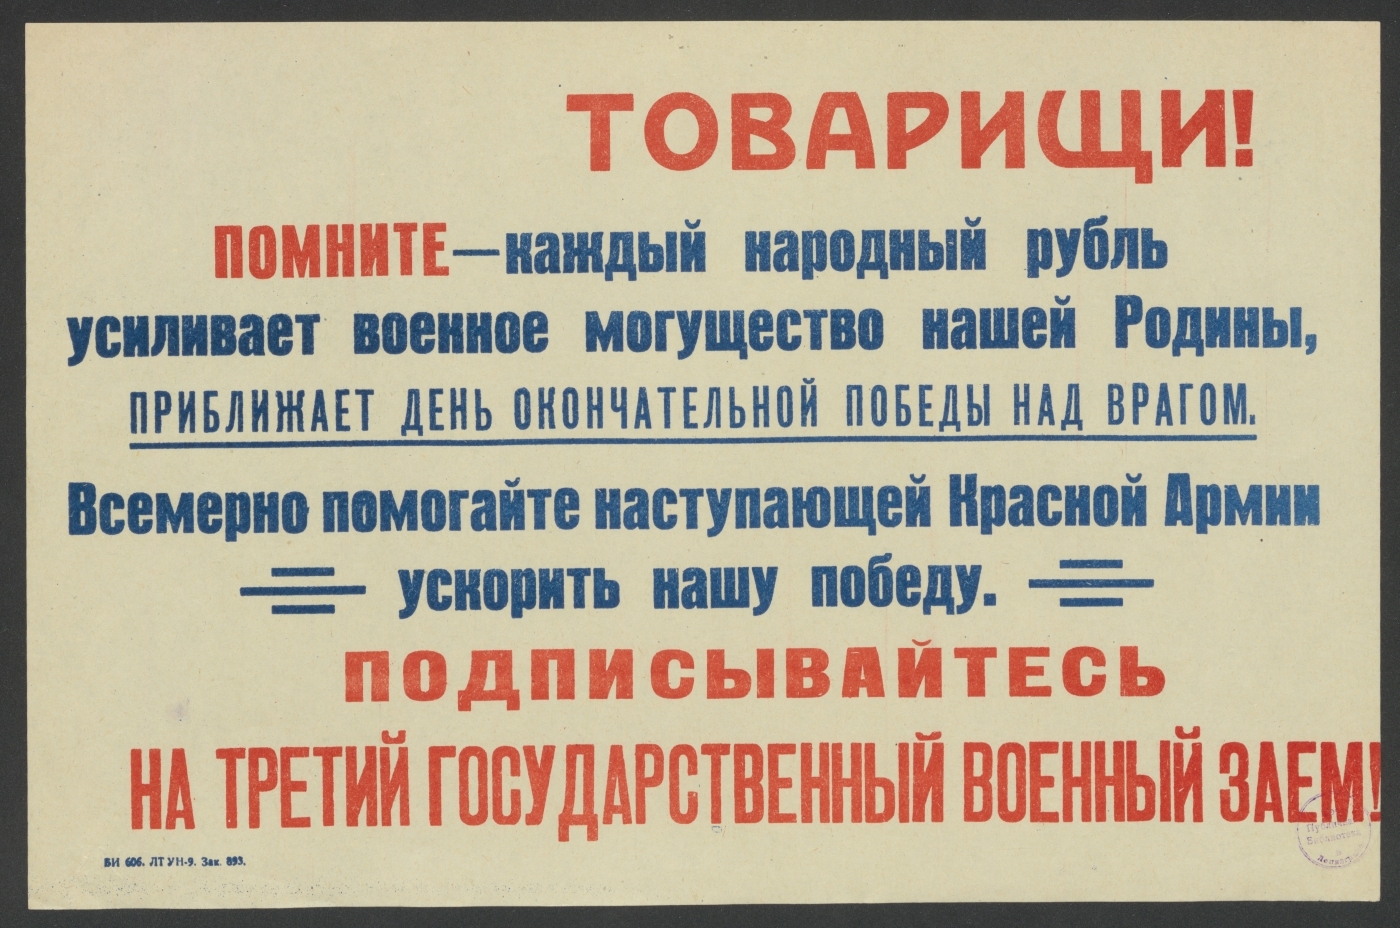 ТОВАРИЩИ!
ПОМНИТЕ—каждый народный рубль
усиливает военное могущество нашей Родины,
ПРИБЛИЖАЕТ ДЕНЬ ОКОНЧАТЕЛЬНОЙ ПОБЕДЫ НАД ВРАГОМ.
Всемерно помогайте наступающей Красной Армии
ускорить нашу победу.
ПОДПИСЫВАЙТЕСЬ
НА ТРЕТИЙ ГОСУДАРСТВЕННЫЙ ВОЕННЫЙ ЗАЕМ!
БИ 606. ЛТ УН-9. Зак. 893.